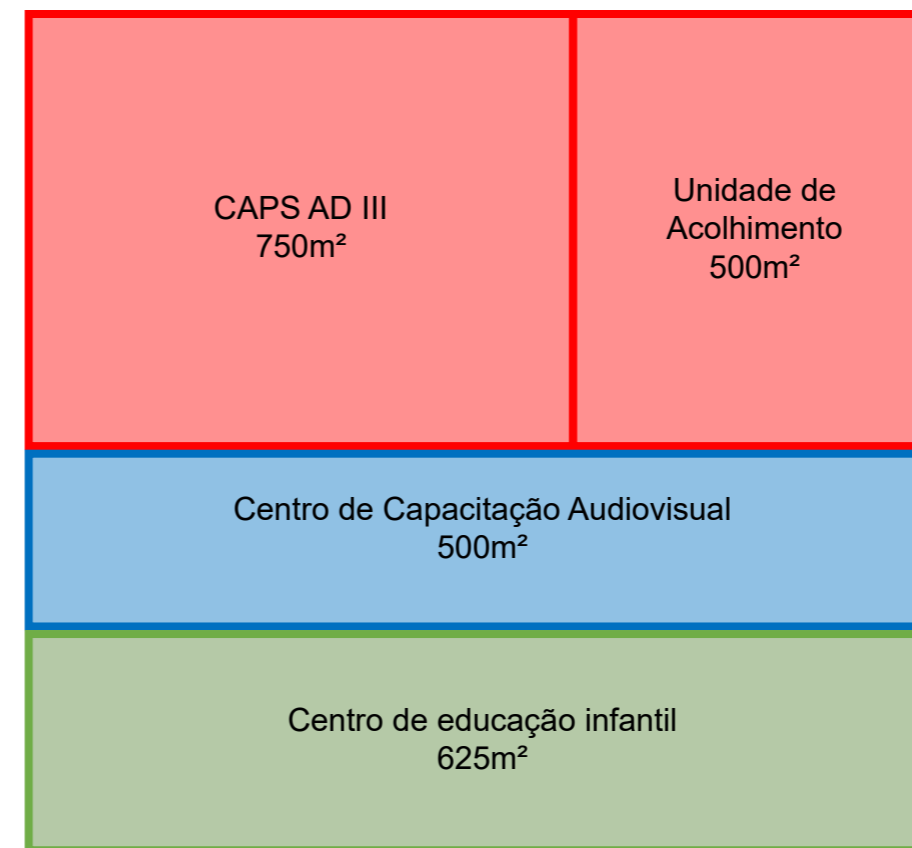 CAPS AD III
750m²
Unidade de
Acolhimento
500m²
Centro de Capacitação Audiovisual
500m²
Centro de educação infantil
625m²